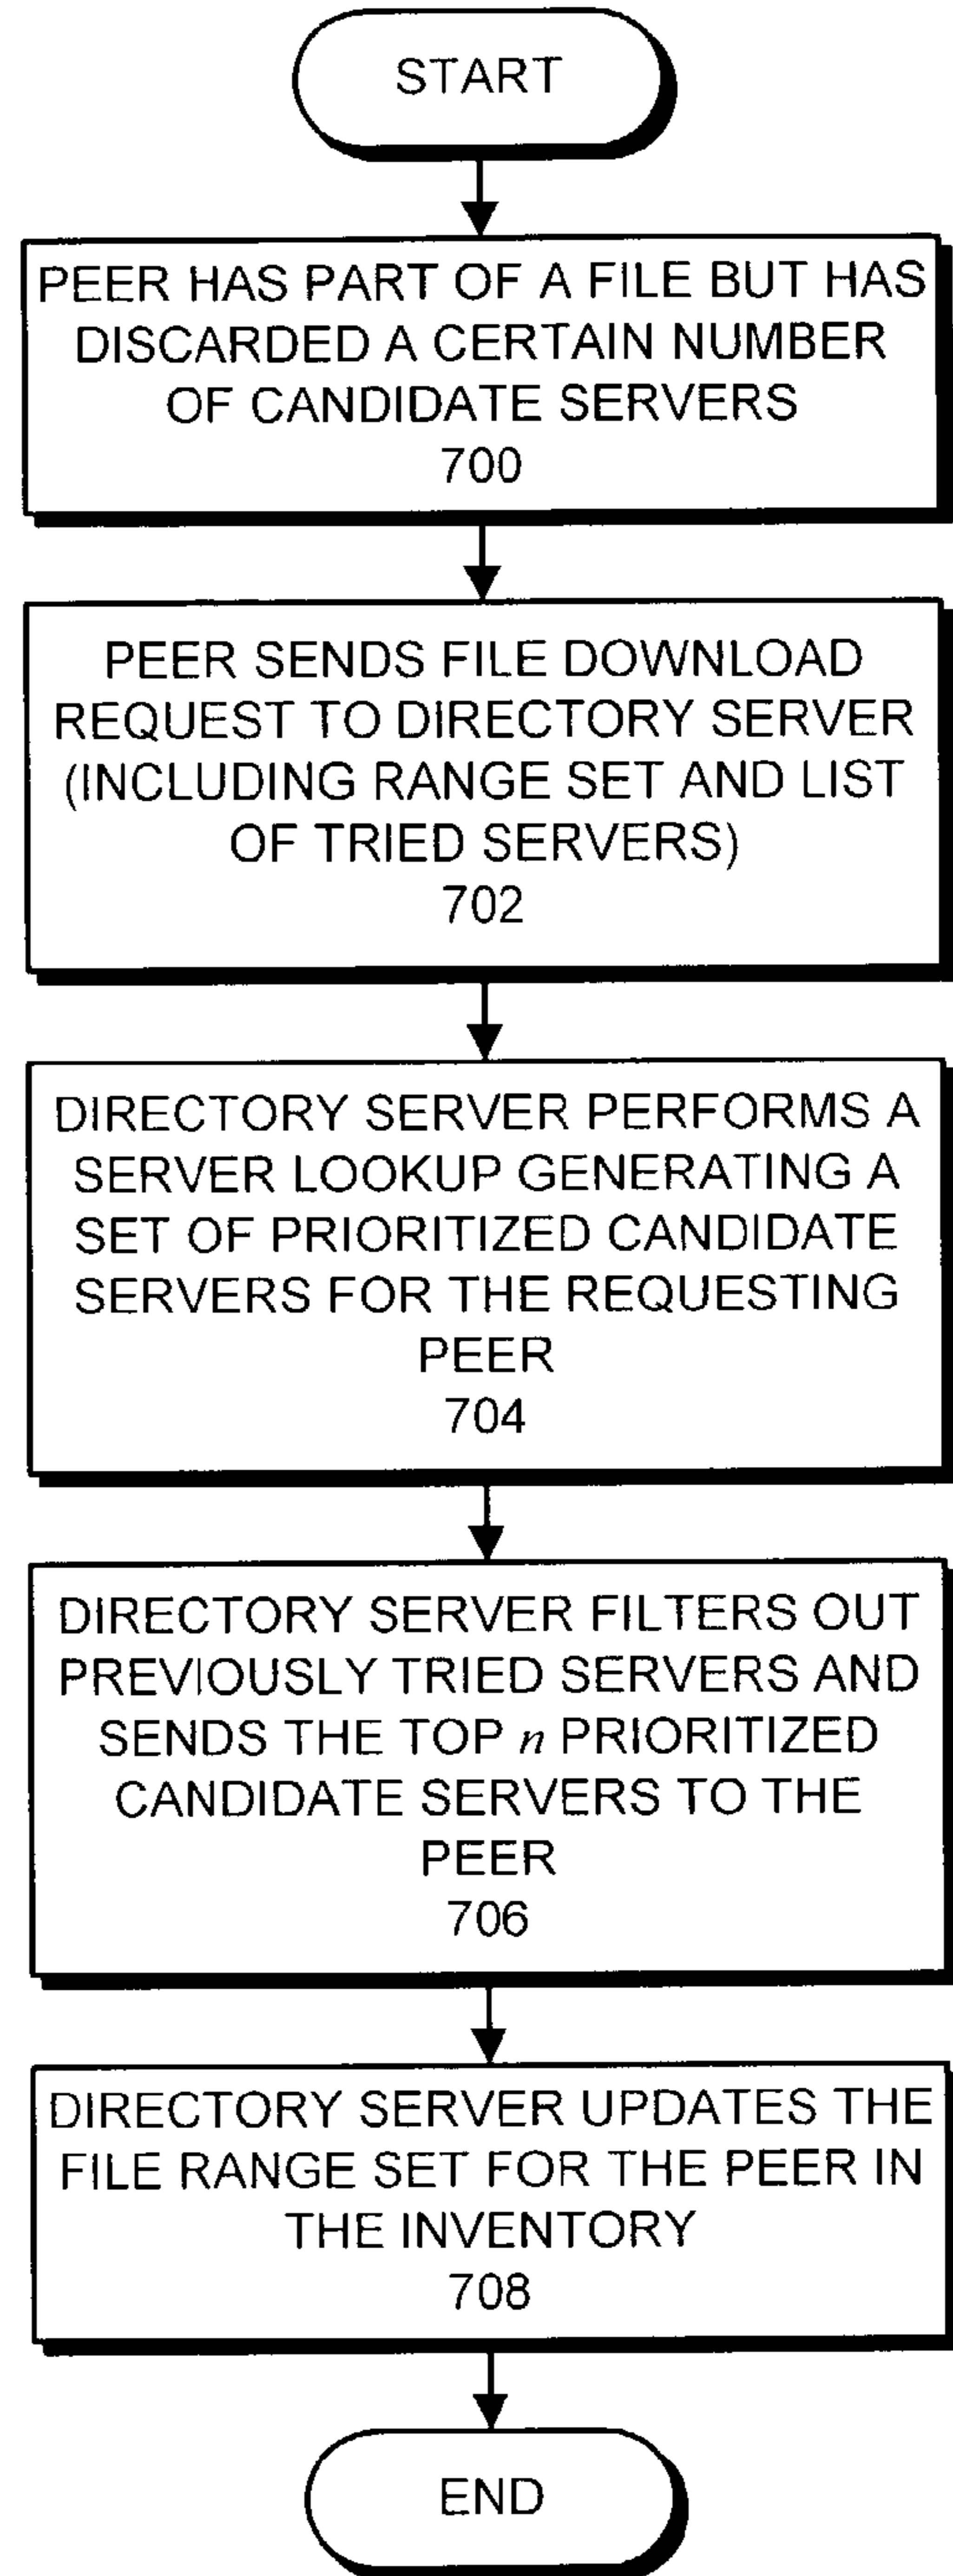 START
PEER HAS PART OF A FILE BUT HAS
DISCARDED A CERTAIN NUMBER
OF CANDIDATE SERVERS
700
PEER SENDS FILE DOWNLOAD
REQUEST TO DIRECTORY SERVER
(INCLUDING RANGE SET AND LIST
OF TRIED SERVERS)
702
DIRECTORY SERVER PERFORMS A
SERVER LOOKUP GENERATING A
SET OF PRIORITIZED CANDIDATE
SERVERS FOR THE REQUESTING
PEER
704
DIRECTORY SERVER FILTERS OUT
PREVIOUSLY TRIED SERVERS AND
SENDS THE TOP n PRIORITIZED
CANDIDATE SERVERS TO THE
PEER
706
DIRECTORY SERVER UPDATES THE
FILE RANGE SET FOR THE PEER IN
THE INVENTORY
708
END